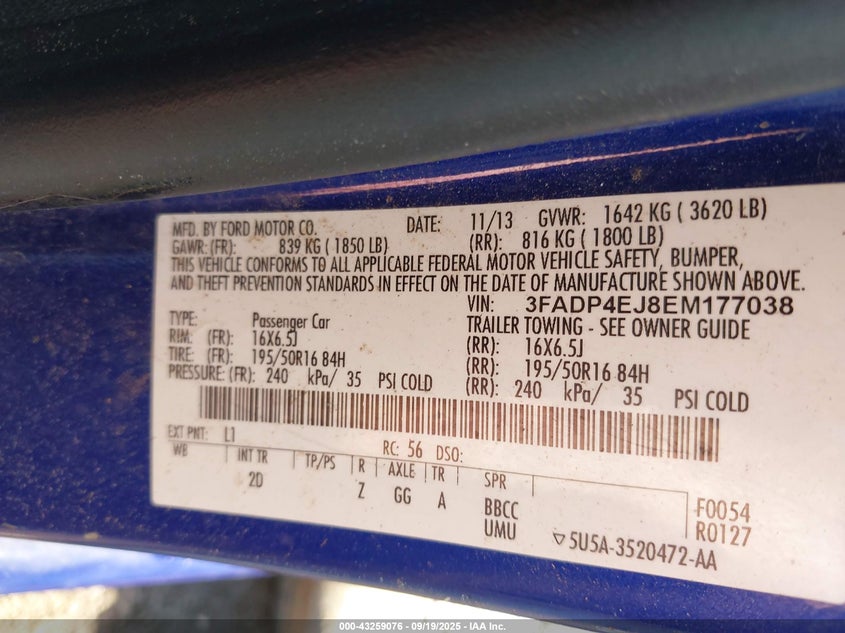 MFD. BY FORD MOTOR CO. DATE: 11/13 GVWR: 1642 KG ( 3620 LB)
GAWR: (FR): 839 KG ( 1850 LB) (RR): 816 KG ( 1800 LB)
THIS VEHICLE CONFORMS TO ALL APPLICABLE FEDERAL MOTOR VEHICLE SAFETY, BUMPER,
AND THEFT PREVENTION STANDARDS IN EFFECT ON THE DATE OF MANUFACTURE SHOWN ABOVE.
VIN: 3FADP4EJ8EM177038
TYPE: Passenger Car TRAILER TOWING - SEE OWNER GUIDE
RIM: (FR): 16X6.5J (RR): 16X6.5J
TIRE: (FR): 195/50R16 84H (RR): 195/50R16 84H
PRESSURE: (FR): 240 kPa/ 35 PSI COLD (RR): 240 kPa/ 35 PSI COLD
EXT PNT: L1 RC: 56 DSO:
WB INT TR TP/PS R AXLE TR SPR
2D Z GG A BBCC F0054
UMU R0127
▽5U5A-3520472-AA
000-43259076 - 09/19/2025 - IAA Inc.